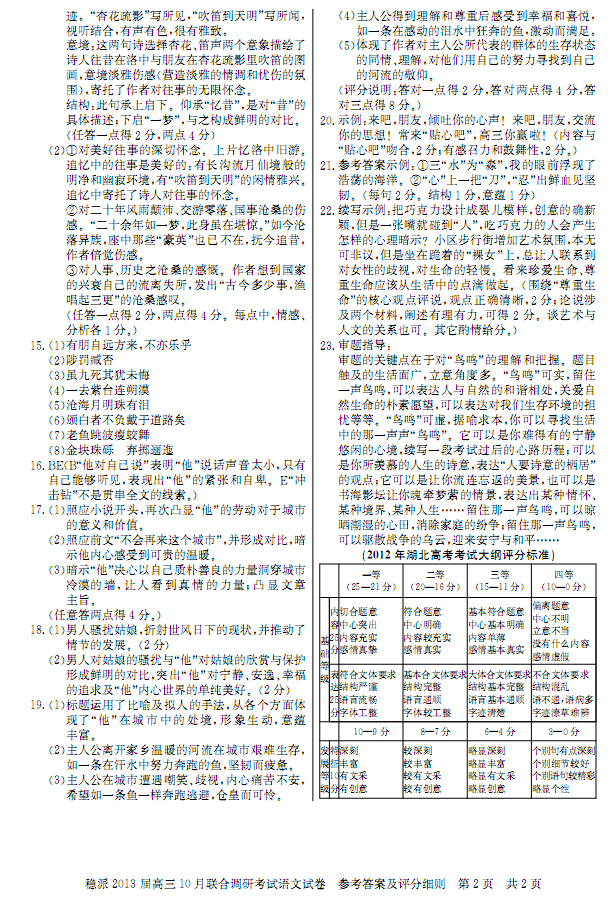 迹。“杏花疏影”写所见,“吹笛到天明”写所闻,
视听结合,有声有色,很有雅致。
意境:这两句诗选择杏花、笛声两个意象描绘了
诗人往昔在洛中与朋友在杏花疏影里吹笛的图
画,意境淡雅伤感(营造淡雅的情调和忧伤的氛
围),寄托了作者对往事的无限怀念。
结构:此句承上启下。仰承“忆昔”,是对“昔”的
具体描述;下启“一梦”,与之构成鲜明的对比。
(任答一点得2分,两点4分)
(2)①对美好往事的深切怀念。上片忆洛中旧游。
追忆中的往事是美好的:有长沟流月仙境般的
明净和幽寂环境,有“吹笛到天明”的闲情雅兴。
追忆中寄托了诗人对往事的怀念。
②对二十年风雨颠沛、交游零落、国事沧桑的伤
感。“二十余年如一梦,此身虽在堪惊。”如今沦
落异族,座中那些“豪英”也已不在,抚今追昔,
作者倍觉伤感。
③对人事、历史之沧桑的感慨。作者想到国家
的兴衰自己的流离失所,发出“古今多少事,渔
唱起三更”的沧桑感叹。
(任答一点得2分,两点得4分。每点中,情感、
分析各1分。)
15.(1)有朋自远方来,不亦乐乎
(2)陟罚臧否
(3)虽九死其犹未悔
(4)一去紫台连朔漠
(5)沧海月明珠有泪
(6)颁白者不负戴于道路矣
(7)老鱼跳波瘦蛟舞
(8)金块珠砾 弃掷逦迤
16.BE(B“他对自己说”表明“他”说话声音太小,只有
自己能够听见,表现出“他”的紧张和自卑。E“冲
击钻”不是贯串全文的线索。)
17.(1)照应小说开头,再次凸显“他”的劳动对于城市
的意义和价值。
(2)照应前文“不会再来这个城市”,并形成对比,暗
示他内心感受到可贵的温暖。
(3)暗示“他”决心以自己质朴善良的力量洞穿城市
冷漠的墙,让人看到真情的力量;凸显文章
主旨。
(任意答两点得4分。)
18.(1)男人骚扰姑娘,折射世风日下的现状,并推动了
情节的发展。(2分)
(2)男人对姑娘的骚扰与“他”对姑娘的欣赏与保护
形成鲜明的对比,突出“他”对宁静、安逸、幸福
的追求及“他”内心世界的单纯美好。(2分)
19.(1)标题运用了比喻及拟人的手法,从各个方面体
现了“他”在城市中的处境,形象生动,意蕴
丰富。
(2)主人公离开家乡温暖的河流在城市艰难生存,
如一条在汗水中努力奔跑的鱼,坚韧而疲惫。
(3)主人公在城市遭遇嘲笑、歧视,内心痛苦不安,
希望如一条鱼一样奔跑逃避,仓皇而可怜。
(4)主人公得到理解和尊重后感受到幸福和喜悦,
如一条在感动的泪水中狂奔的鱼,激动而满足。
(5)体现了作者对主人公所代表的群体的生存状态
的同情、理解,对他们用自己的努力寻找到自己
的河流的敬仰。
(评分说明:答对一点得2分,答对两点得4分,答
对三点得8分。)
20.示例:来吧,朋友,倾吐你的心声!来吧,朋友,交流
你的思想!常来“贴心吧”,高三你赢啦!(内容与
“贴心吧”吻合,2分;有感召力和鼓舞性,2分。)
21.参考答案示例:①三“水”为“淼”,我的眼前浮现了
浩荡的海洋。②“心”上一把“刀”,“忍”出鲜血见坚
韧。(每句2分。结构1分,意蕴1分)
22.续写示例:把巧克力设计成婴儿模样,创意的确新
颖,但是一张嘴就碰到“人”,吃巧克力的人会产生
怎样的心理暗示?小区步行街增加艺术氛围,本无
可非议,但是坐在跪着的“裸女”上,总让人联系到
对女性的歧视,对生命的轻慢。看来珍爱生命、尊
重生命应该从生活中的点滴做起。(围绕“尊重生
命”的核心观点评说,观点正确清晰,2分;论说涉
及两个材料,阐述有理有力,可得2分。谈艺术与
人文的关系也可。其它酌情给分。)
23.审题指导:
审题的关键点在于对“鸟鸣”的理解和把握。题目
触及的生活面广,立意角度多。“鸟鸣”可实,留住
一声鸟鸣,可以表达人与自然的和谐相处,关爱自
然生命的朴素愿望,可以表达对我们生存环境的担
忧等等。“鸟鸣”可虚,据喻求本,你可以寻找生活
中的那一声声“鸟鸣”。它可以是你难得有的宁静
悠闲的心境,续写一段考试过后的心路历程;可以
是你所羡慕的人生的诗意,表达“人要诗意的栖居”
的观点;它可以是让你流连忘返的美景,也可以是
书海影坛让你魂牵梦萦的情景,表达出某种情怀、
某种境界、某种人生……留住那一声鸟鸣,可以晾
晒潮湿的心田,消除家庭的纷争;留住那一声鸟鸣,
可以驱散战争的乌云,迎来安宁与平和……
(2012年湖北高考考试大纲评分标准)
一等 二等 三等 四等
(25—21分) (20—16分) (15—11分) (10—0分)
基础等级
内容25分
切合题意 符合题意 基本符合题意 偏离题意
中心突出 中心明确 中心基本明确 中心不明
内容充实 内容较充实 内容单薄 立意不当
感情真挚 感情真实 感情基本真实 没有什么内容
感情虚假
表达25分
符合文体要求 基本合文体要求 大体合文体要求 不合文体要求
结构严谨 结构完整 结构基本完整 结构混乱
语言流畅 语言通顺 语言基本通顺 语不通,语病多
字体工整 字体较工整 字迹清楚 字迹潦草难辨
10—9分 8—7分 6—4分 3—0分
发展等级
特征10分
深刻 较深刻 略显深刻 个别句有点深刻
丰富 较丰富 略显丰富 个别细节较好
有文采 较有文采 略显有文采 个别语句较精彩
有创意 较有创意 略显创意 略显个性
稳派2013届高三10月联合调研考试语文试卷 参考答案及评分细则 第2页 共2页